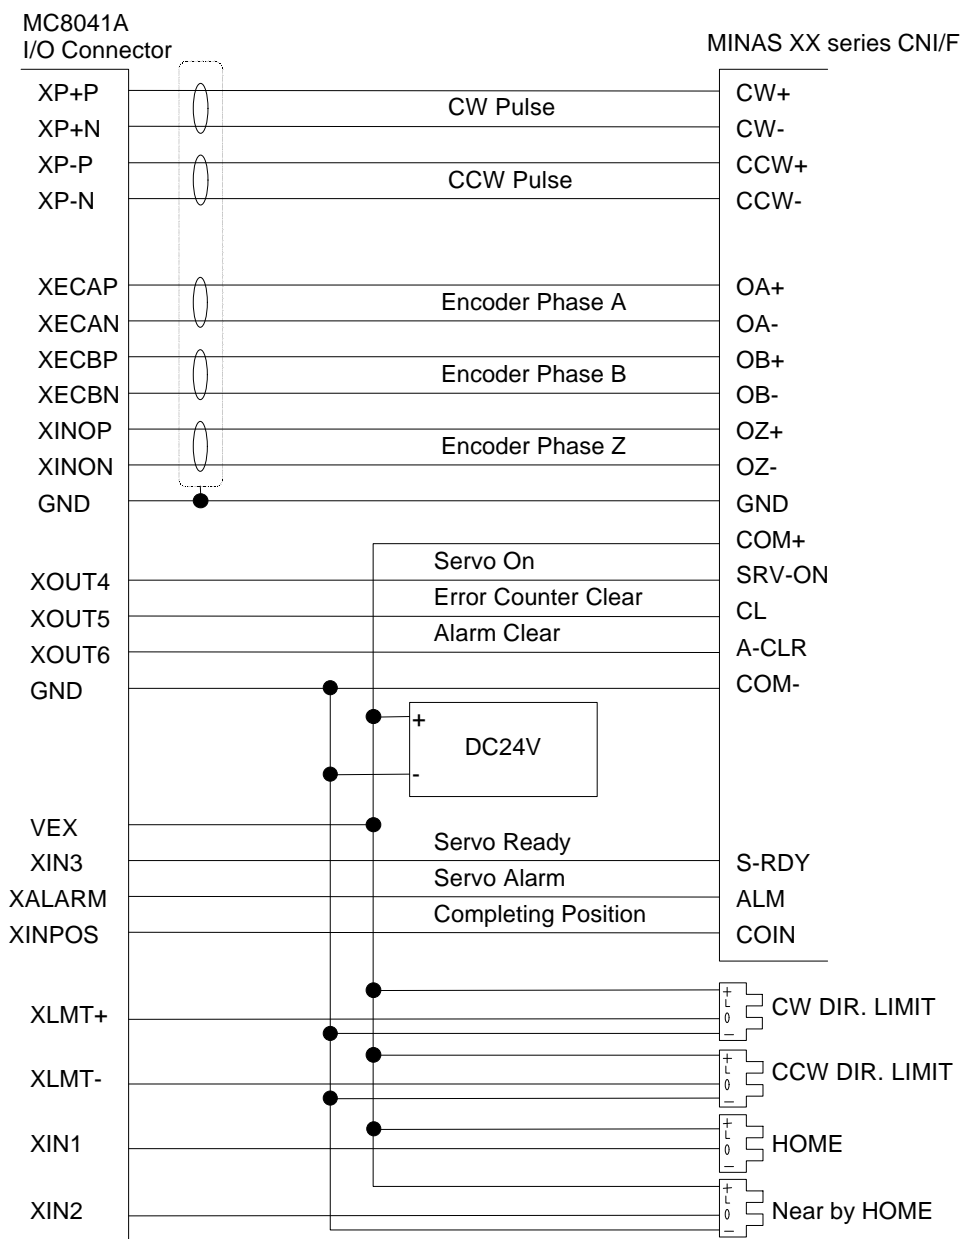 MC8041A
I/O Connector
MINAS XX series CNI/F
XP+P
CW Pulse
CW+
XP+N
CW-
XP-P
CCW Pulse
CCW+
XP-N
CCW-
XECAP
Encoder Phase A
OA+
XECAN
OA-
XECBP
Encoder Phase B
OB+
XECBN
OB-
XINOP
Encoder Phase Z
OZ+
XINON
OZ-
GND
GND
COM+
XOUT4
Servo On
SRV-ON
XOUT5
Error Counter Clear
CL
XOUT6
Alarm Clear
A-CLR
GND
COM-
+
DC24V
-
VEX
XIN3
Servo Ready
S-RDY
XALARM
Servo Alarm
ALM
XINPOS
Completing Position
COIN
XLMT+
+
L
0
−
CW DIR. LIMIT
XLMT-
+
L
0
−
CCW DIR. LIMIT
XIN1
+
L
0
−
HOME
XIN2
+
L
0
−
Near by HOME